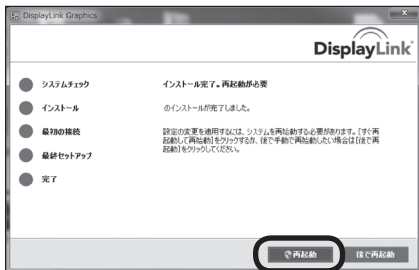 DisplayLink Graphics
DisplayLink
システムチェック
インストール
最初の接続
最終セットアップ
完了
インストール完了。再起動が必要
のインストールが完了しました。
設定の変更を適用するには、システムを再始動する必要があります。[すぐ再
起動して再始動]をクリックするか、後で手動で再始動したい場合は[後で再
起動]をクリックしてください。
再起動
後で再起動